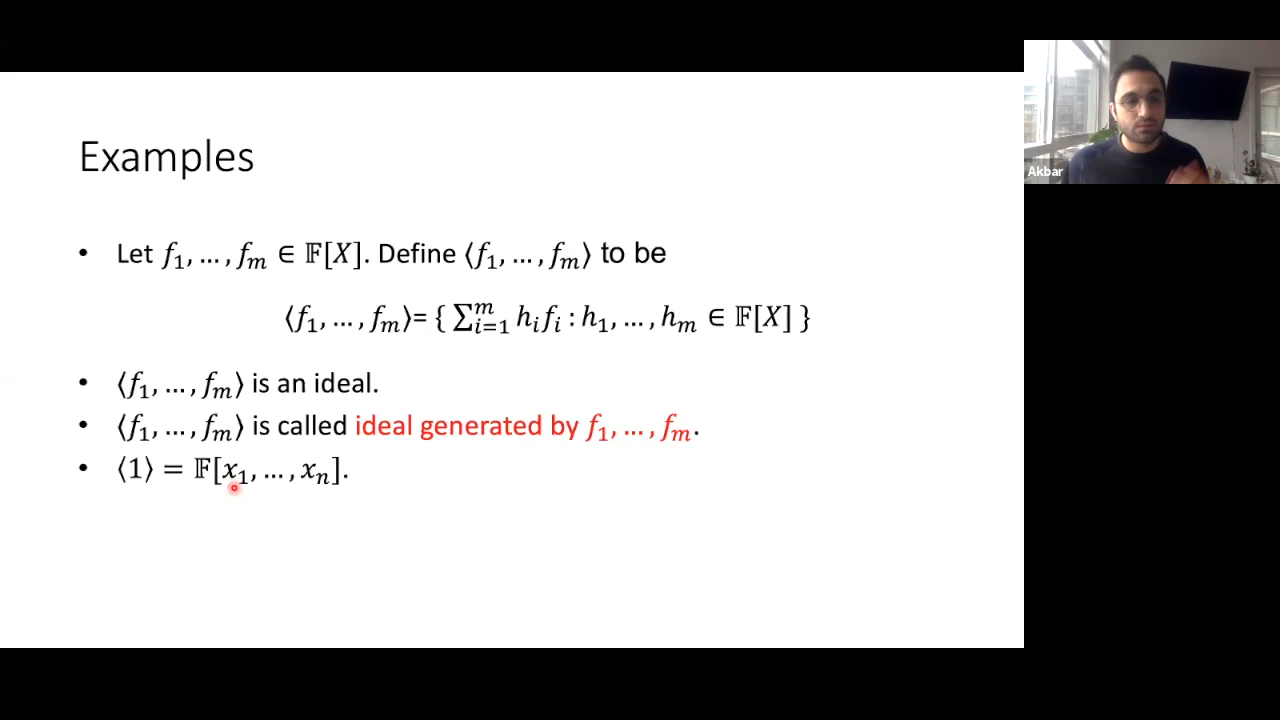 Examples
• Let f₁, … , fₘ ∈ 𝔽[X]. Define ⟨f₁, … , fₘ⟩ to be
⟨f₁, … , fₘ⟩= { ∑ᵢ₌₁ᵐ hᵢfᵢ : h₁, … , hₘ ∈ 𝔽[X] }
• ⟨f₁, … , fₘ⟩ is an ideal.
• ⟨f₁, … , fₘ⟩ is called ideal generated by f₁, … , fₘ.
• ⟨1⟩ = 𝔽[x₁, … , xₙ].
Akbar